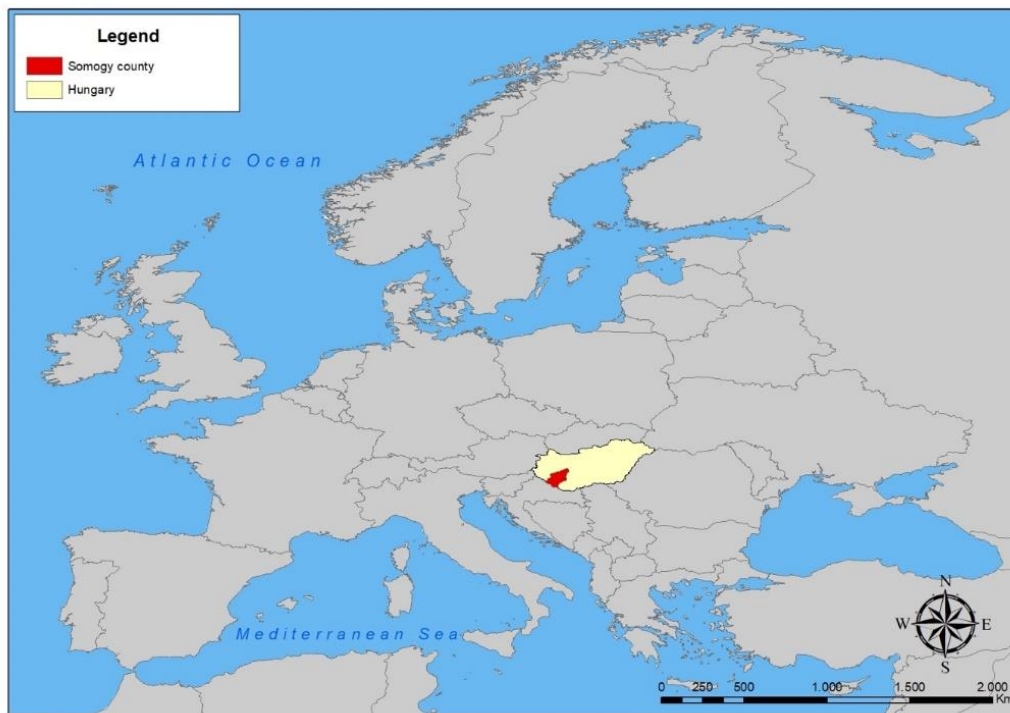 Legend
Somogy county
Hungary
Atlantic Ocean
Mediterranean Sea
N
W E
S
0 250 500 1.000 1.500 2.000
Km